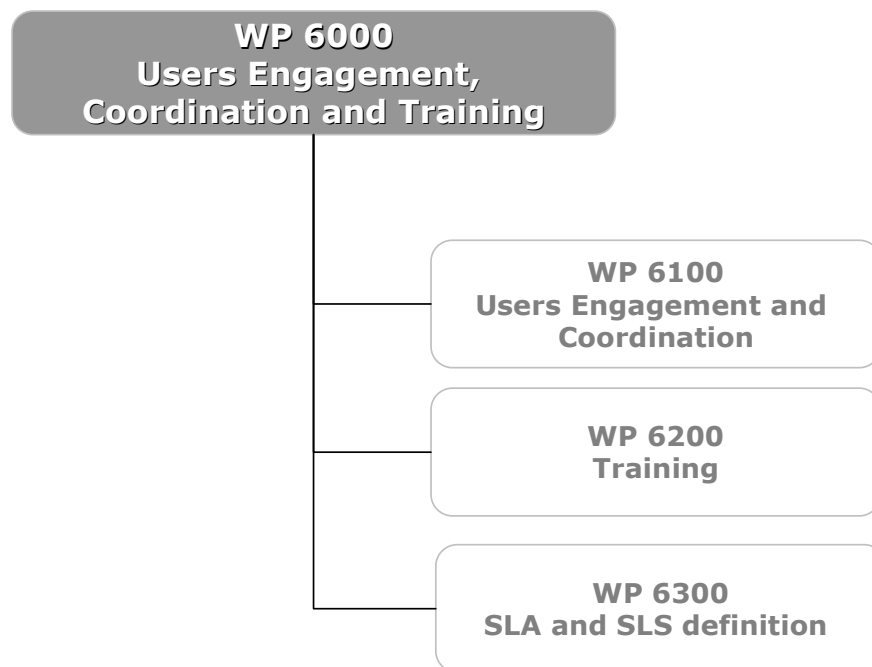 WP 6000
Users Engagement,
Coordination and Training
WP 6100
Users Engagement and
Coordination
WP 6200
Training
WP 6300
SLA and SLS definition